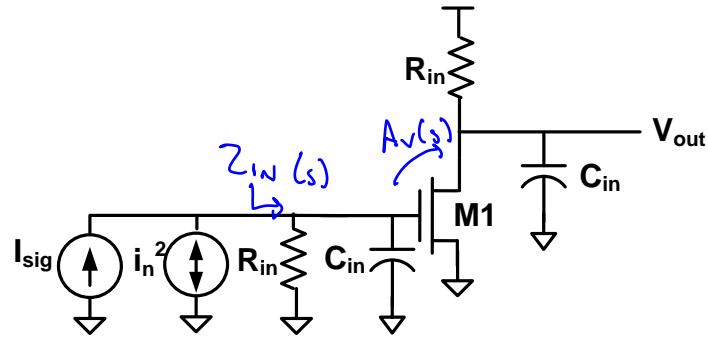 R_in
A_V(s)
V_out
Z_IN (s)
C_in
M1
I_sig
i_n^2
R_in
C_in